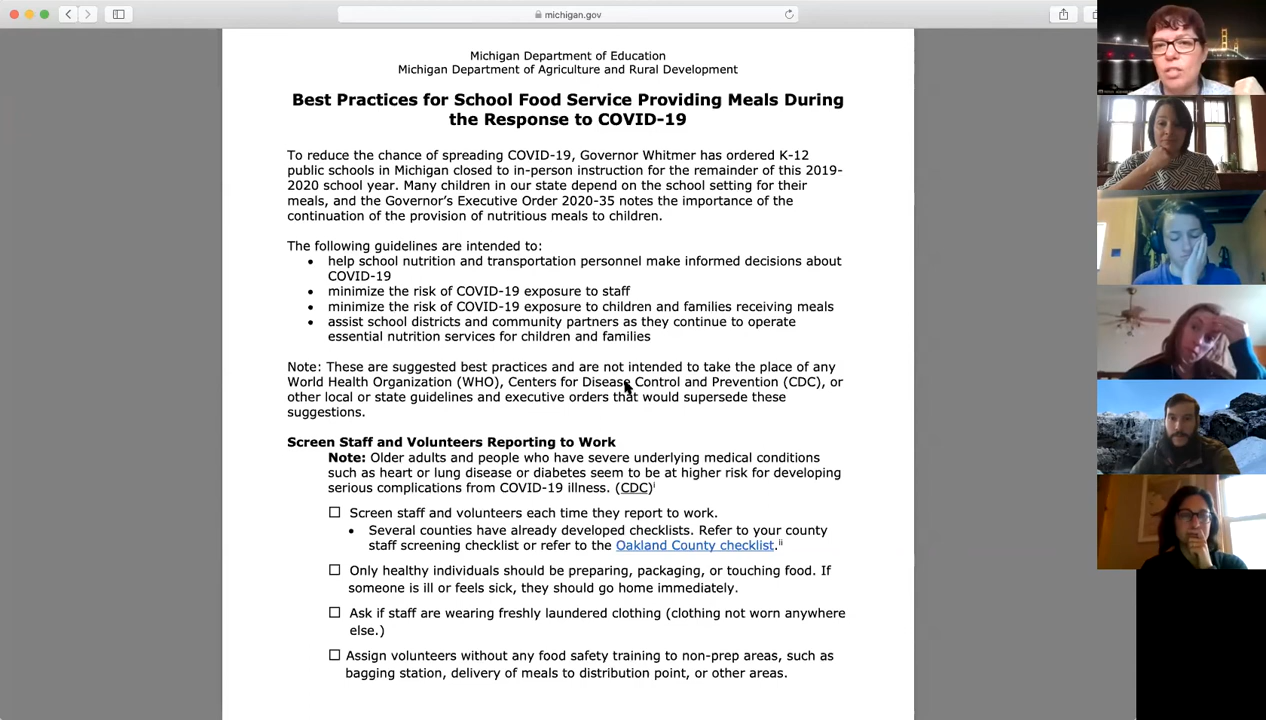 michigan.gov
Michigan Department of Education
Michigan Department of Agriculture and Rural Development
Best Practices for School Food Service Providing Meals During
the Response to COVID-19
To reduce the chance of spreading COVID-19, Governor Whitmer has ordered K-12
public schools in Michigan closed to in-person instruction for the remainder of this 2019-
2020 school year. Many children in our state depend on the school setting for their
meals, and the Governor’s Executive Order 2020-35 notes the importance of the
continuation of the provision of nutritious meals to children.
The following guidelines are intended to:
• help school nutrition and transportation personnel make informed decisions about
COVID-19
• minimize the risk of COVID-19 exposure to staff
• minimize the risk of COVID-19 exposure to children and families receiving meals
• assist school districts and community partners as they continue to operate
essential nutrition services for children and families
Note: These are suggested best practices and are not intended to take the place of any
World Health Organization (WHO), Centers for Disease Control and Prevention (CDC), or
other local or state guidelines and executive orders that would supersede these
suggestions.
Screen Staff and Volunteers Reporting to Work
Note: Older adults and people who have severe underlying medical conditions
such as heart or lung disease or diabetes seem to be at higher risk for developing
serious complications from COVID-19 illness. (CDC)i
☐ Screen staff and volunteers each time they report to work.
• Several counties have already developed checklists. Refer to your county
staff screening checklist or refer to the Oakland County checklist.ii
☐ Only healthy individuals should be preparing, packaging, or touching food. If
someone is ill or feels sick, they should go home immediately.
☐ Ask if staff are wearing freshly laundered clothing (clothing not worn anywhere
else.)
☐ Assign volunteers without any food safety training to non-prep areas, such as
bagging station, delivery of meals to distribution point, or other areas.